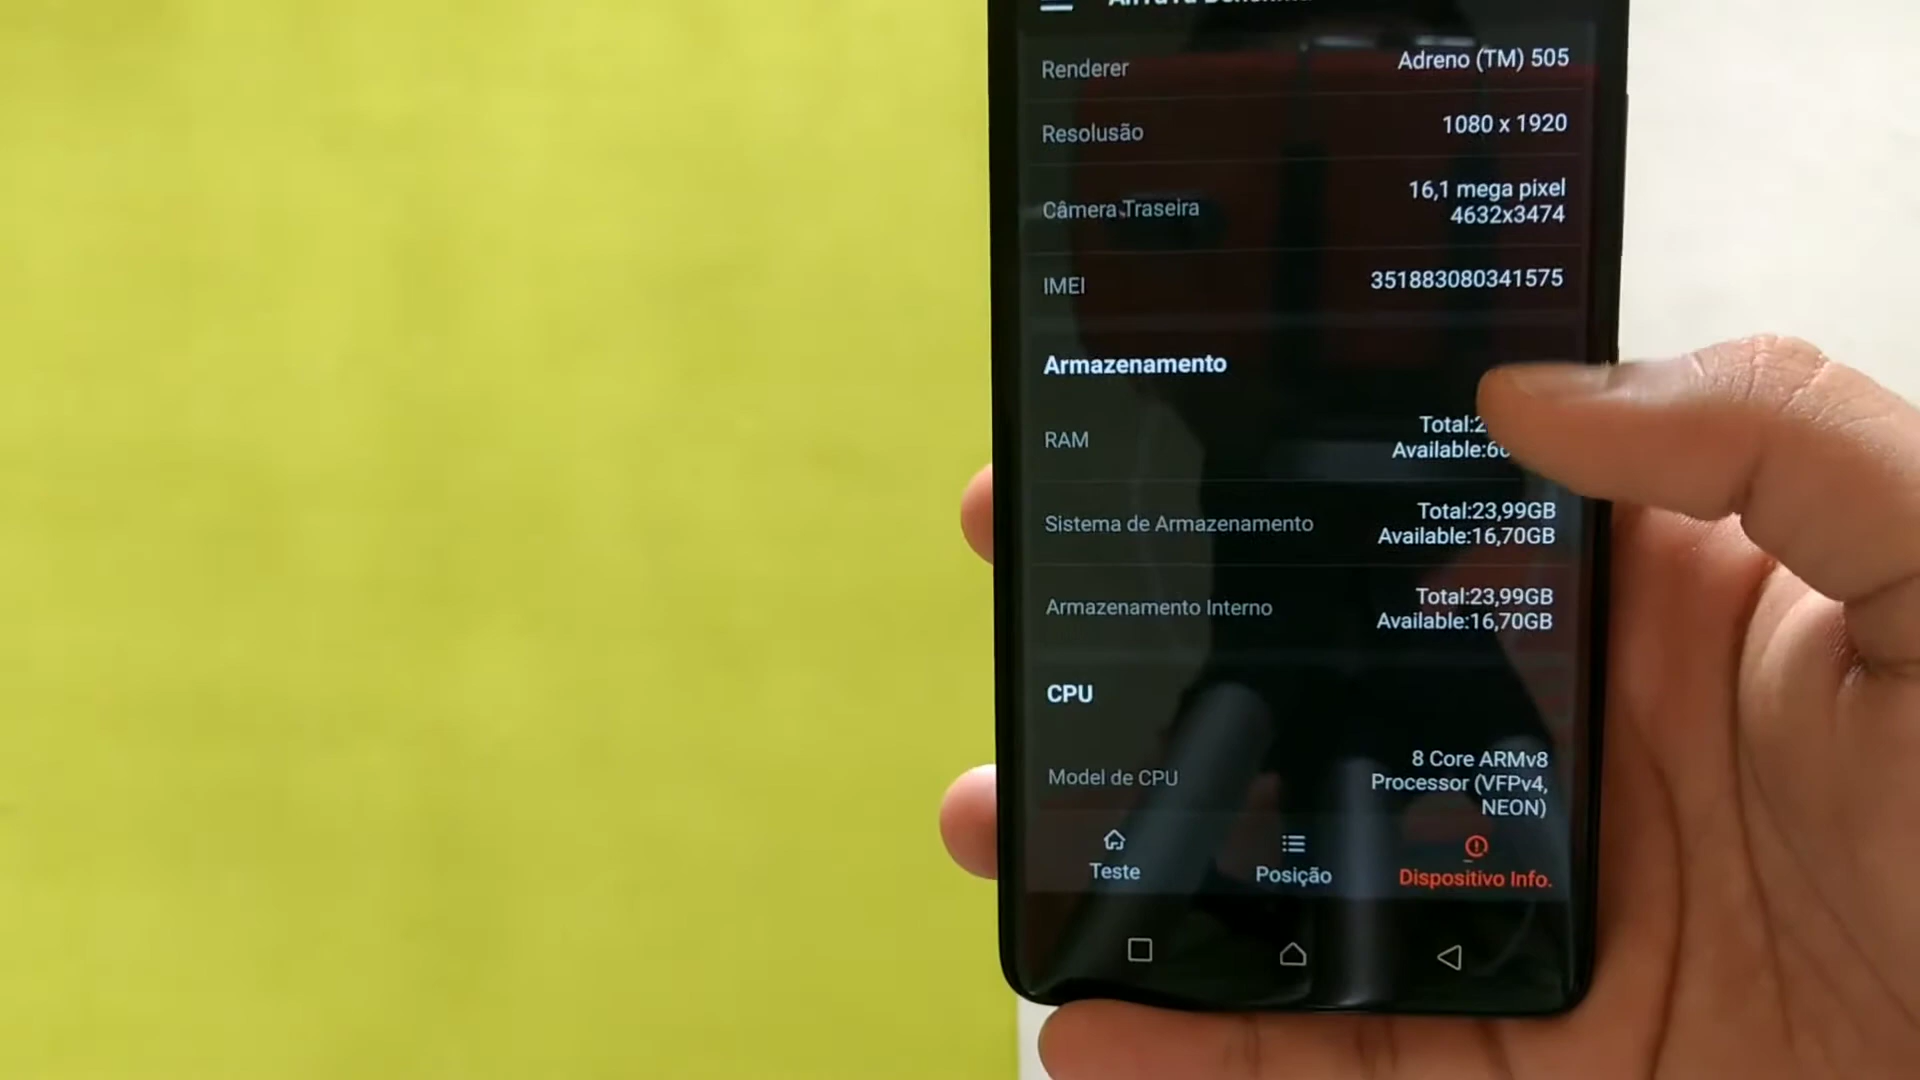 Renderer
Adreno (TM) 505
Resolusão
1080 x 1920
Câmera Traseira
16,1 mega pixel
4632x3474
IMEI
351883080341575
Armazenamento
RAM
Total:2
Available:6
Sistema de Armazenamento
Total:23,99GB
Available:16,70GB
Armazenamento Interno
Total:23,99GB
Available:16,70GB
CPU
Model de CPU
8 Core ARMv8
Processor (VFPv4,
NEON)
Teste
Posição
Dispositivo Info.